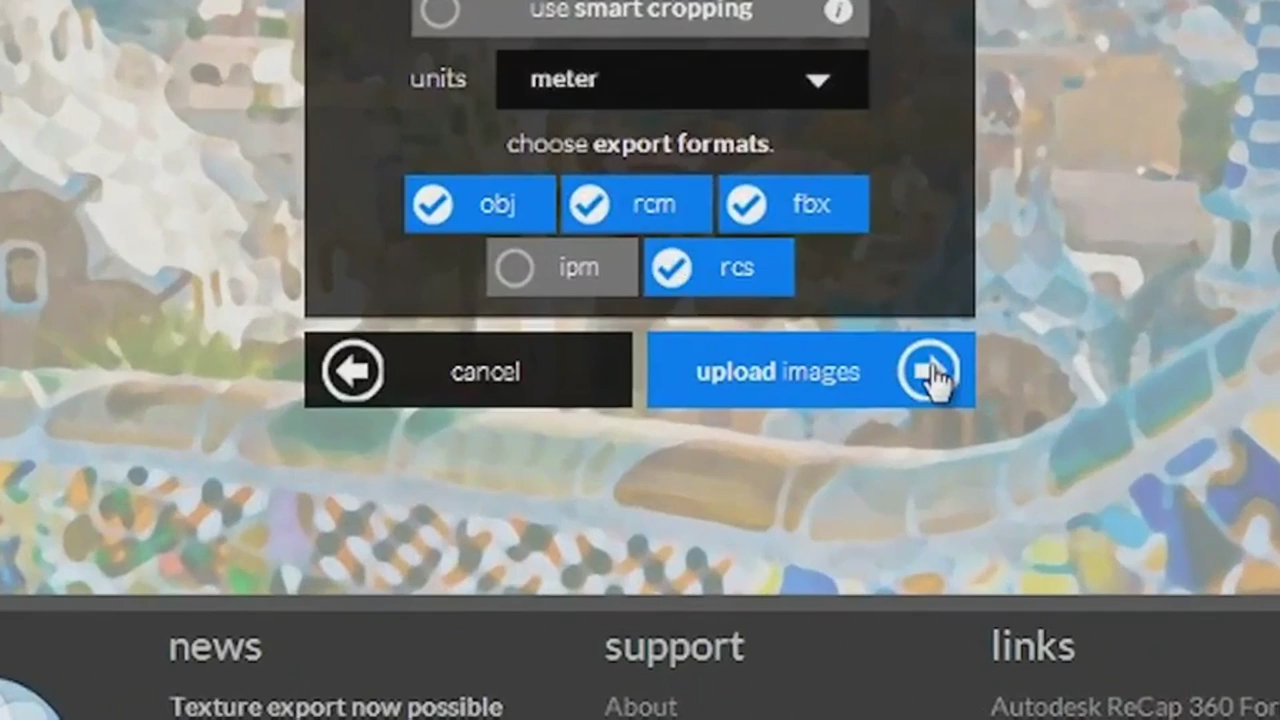 use smart cropping
units meter
choose export formats.
obj rcm fbx
ipm rcs
cancel upload images
news support links
Texture export now possible About Autodesk ReCap 360 For